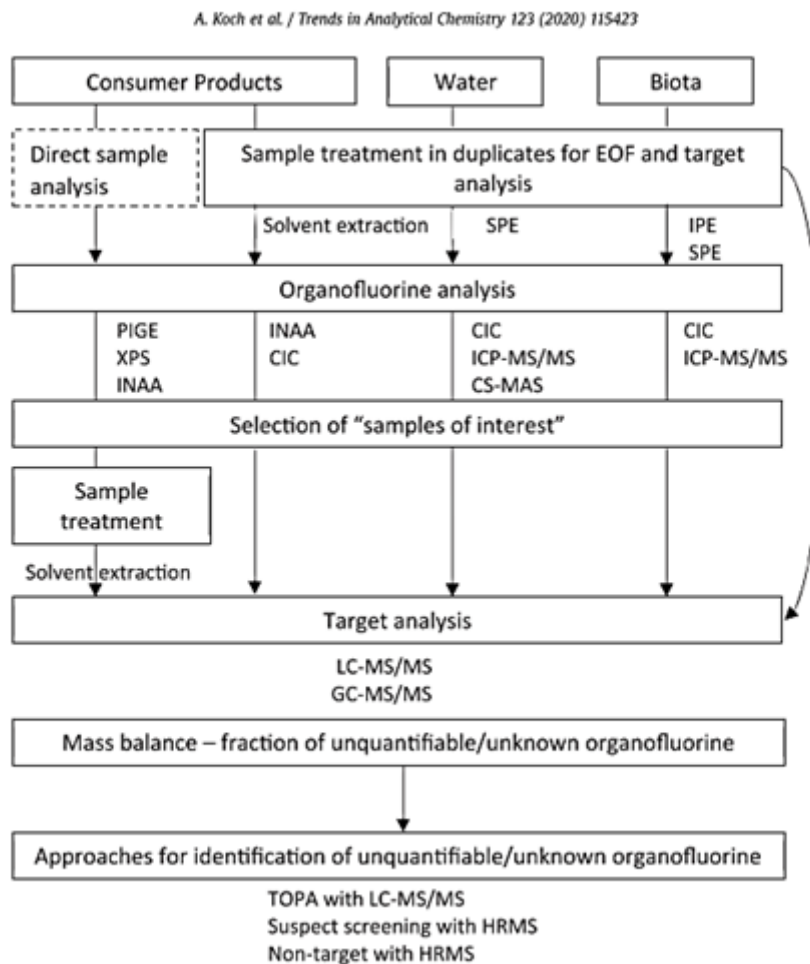 A. Koch et al. / Trends in Analytical Chemistry 123 (2020) 115423
Consumer Products
Water
Biota
Direct sample
analysis
Sample treatment in duplicates for EOF and target
analysis
Solvent extraction
SPE
IPE
SPE
Organofluorine analysis
PIGE
XPS
INAA
INAA
CIC
CIC
ICP-MS/MS
CS-MAS
CIC
ICP-MS/MS
Selection of “samples of interest”
Sample
treatment
Solvent extraction
Target analysis
LC-MS/MS
GC-MS/MS
Mass balance – fraction of unquantifiable/unknown organofluorine
Approaches for identification of unquantifiable/unknown organofluorine
TOPA with LC-MS/MS
Suspect screening with HRMS
Non-target with HRMS